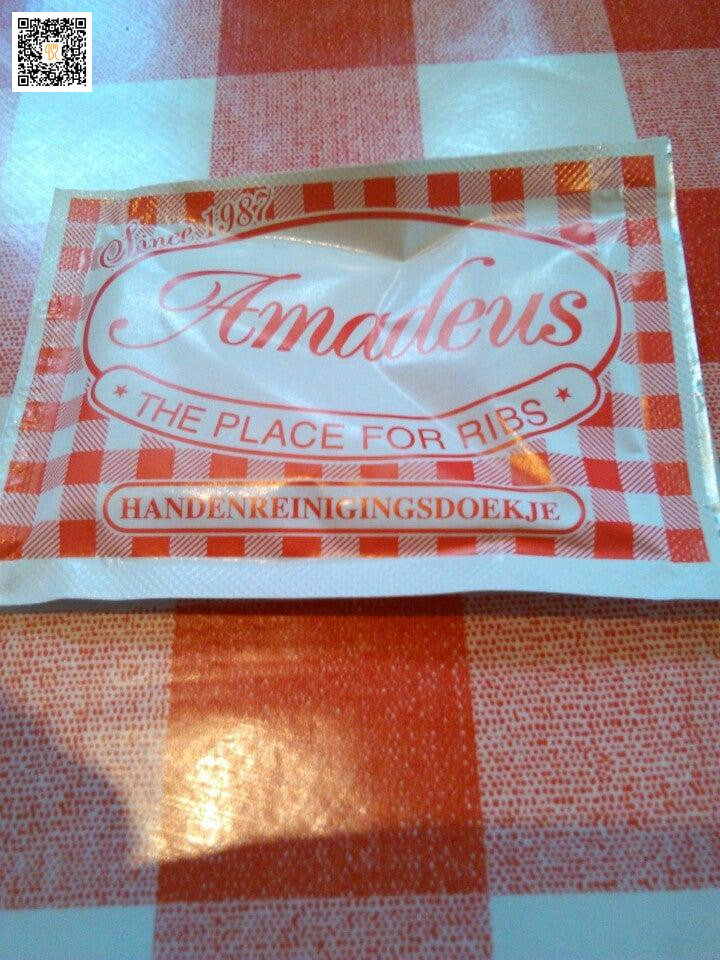 Since 1987
Amadeus
★ THE PLACE FOR RIBS ★
HANDENREINIGINGSDOEKJE